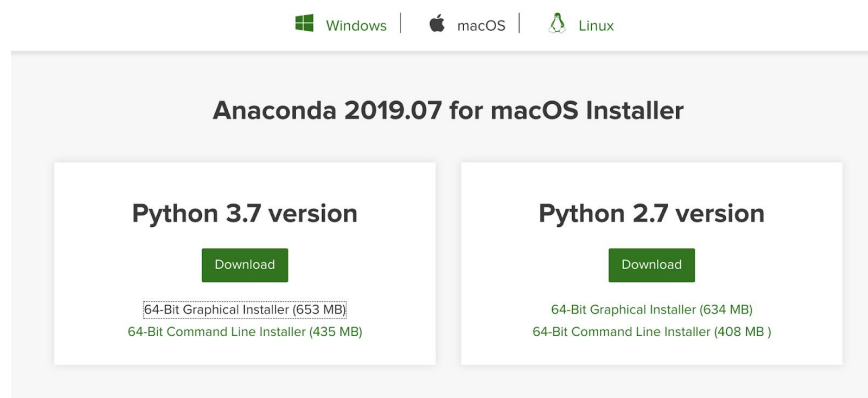 Windows | macOS | Linux
Anaconda 2019.07 for macOS Installer
Python 3.7 version
Download
64-Bit Graphical Installer (653 MB)
64-Bit Command Line Installer (435 MB)
Python 2.7 version
Download
64-Bit Graphical Installer (634 MB)
64-Bit Command Line Installer (408 MB )